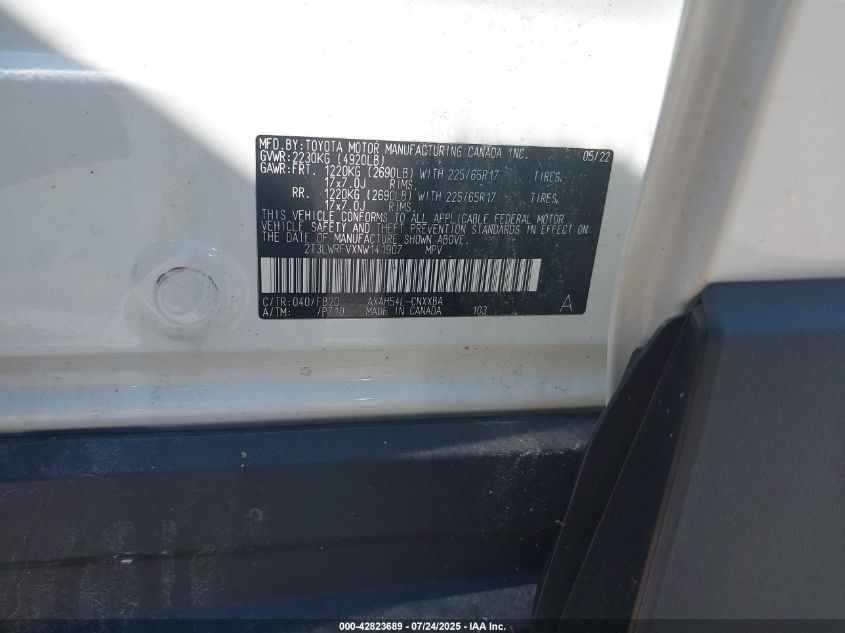 MFD.BY:TOYOTA MOTOR MANUFACTURING CANADA INC. 05/22
GVWR:2230KG (4920LB)
GAWR:FRT. 1220KG (2690LB) WITH 225/65R17 TIRES,
17x7.0J RIMS.
RR. 1220KG (2690LB) WITH 225/65R17 TIRES,
17x7.0J RIMS.
THIS VEHICLE CONFORMS TO ALL APPLICABLE FEDERAL MOTOR
VEHICLE SAFETY AND THEFT PREVENTION STANDARDS IN EFFECT
ON THE DATE OF MANUFACTURE SHOWN ABOVE.
2T3LWRFVXNW141907 MPV
C/TR:040/FB20 AXAH54L-CNXXBA
A/TM: /P710 MADE IN CANADA 103 A
000-42823689 - 07/24/2025 - IAA Inc.